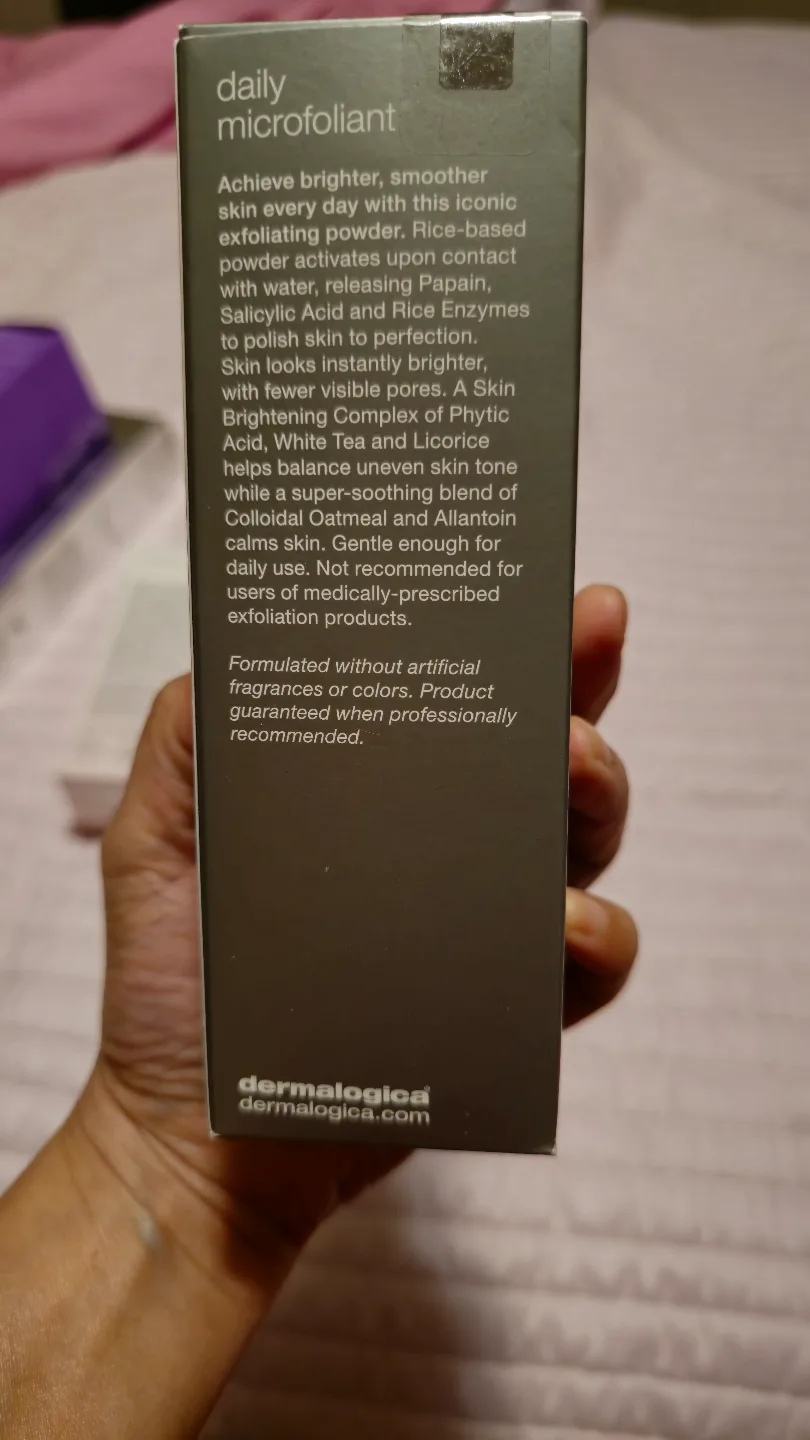 daily
microfoliant
Achieve brighter, smoother
skin every day with this iconic
exfoliating powder. Rice-based
powder activates upon contact
with water, releasing Papain,
Salicylic Acid and Rice Enzymes
to polish skin to perfection.
Skin looks instantly brighter,
with fewer visible pores. A Skin
Brightening Complex of Phytic
Acid, White Tea and Licorice
helps balance uneven skin tone
while a super-soothing blend of
Colloidal Oatmeal and Allantoin
calms skin. Gentle enough for
daily use. Not recommended for
users of medically-prescribed
exfoliation products.
Formulated without artificial
fragrances or colors. Product
guaranteed when professionally
recommended.
dermalogica®
dermalogica.com